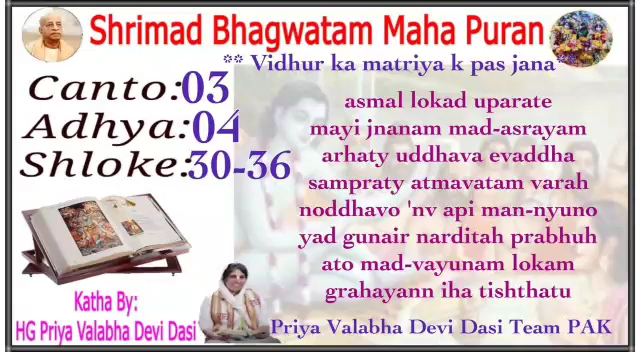 Shrimad Bhagwatam Maha Puran
** Vidhur ka matriya k pas jana**
Canto:03
Adhya:04
Shloke:30-36
asmal lokad uparate
mayi jnanam mad-asrayam
arhaty uddhava evaddha
sampraty atmavatam varah
noddhavo 'nv api man-nyuno
yad gunair narditah prabhuh
ato mad-vayunam lokam
grahayann iha tishthatu
Katha By:
HG Priya Valabha Devi Dasi
Priya Valabha Devi Dasi Team PAK